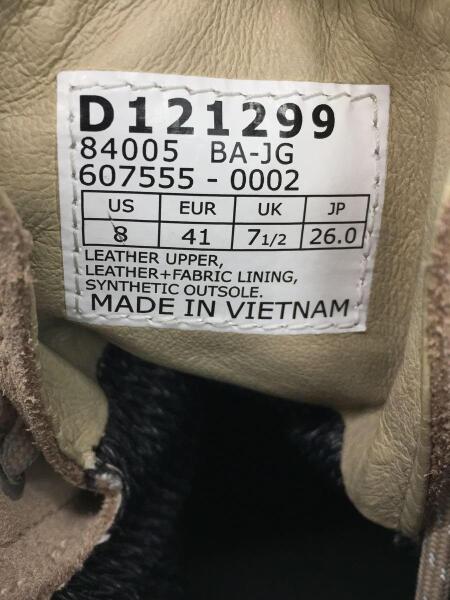 D121299
84005 BA-JG
607555 - 0002
US EUR UK JP
8 41 7 1/2 26.0
LEATHER UPPER,
LEATHER+FABRIC LINING,
SYNTHETIC OUTSOLE.
MADE IN VIETNAM